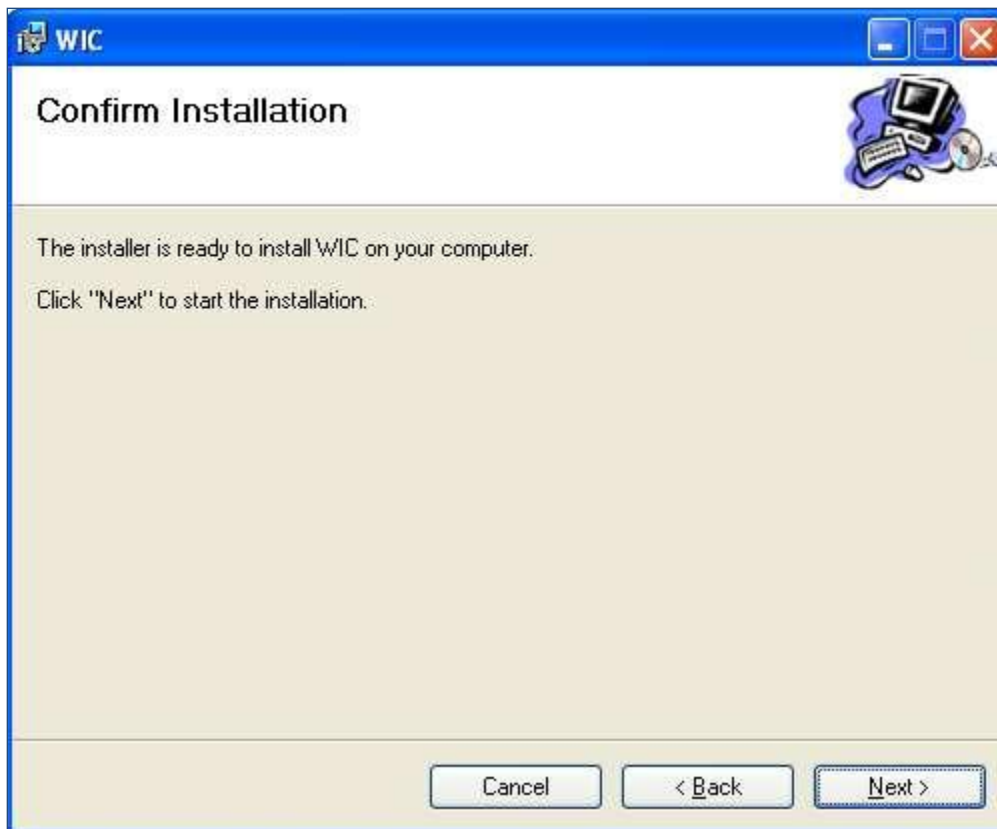 WIC
Confirm Installation
The installer is ready to install WIC on your computer.
Click "Next" to start the installation.
Cancel
< Back
Next >